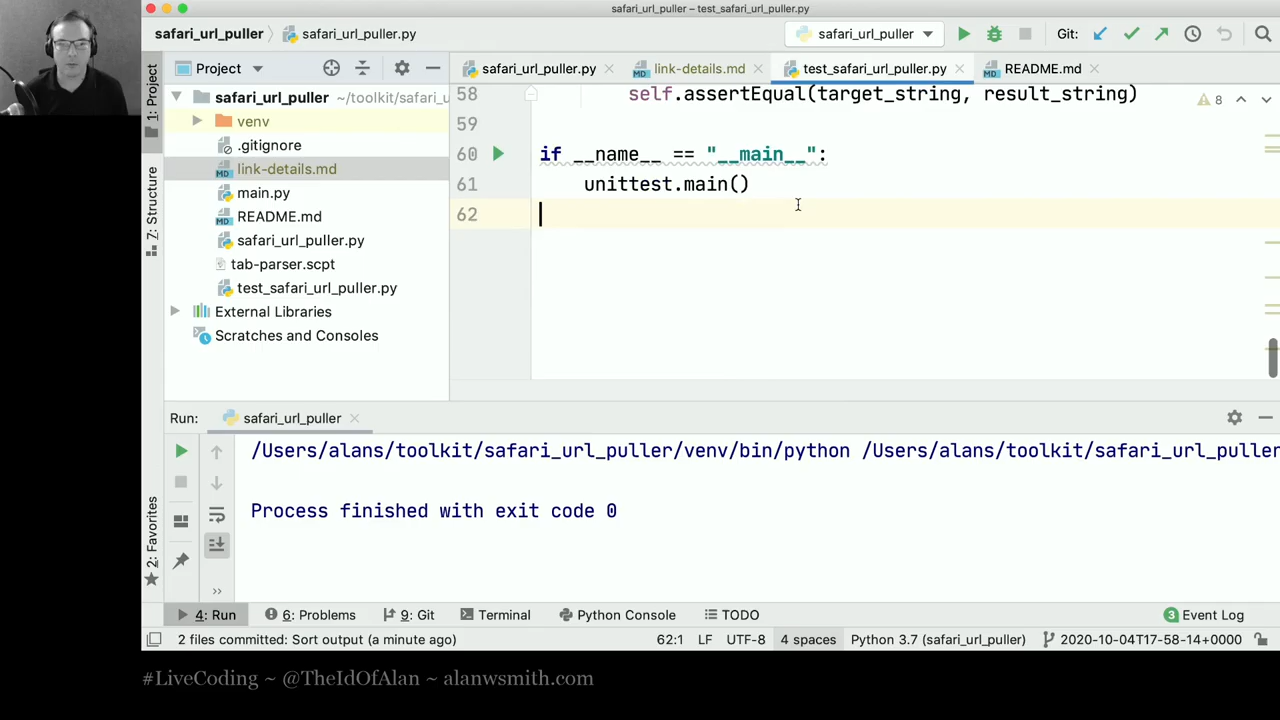 safari_url_puller – test_safari_url_puller.py
safari_url_puller
safari_url_puller.py
safari_url_puller
Git:
1: Project
Project
safari_url_puller.py
link-details.md
test_safari_url_puller.py
README.md
safari_url_puller ~/toolkit/safari_u
venv
.gitignore
link-details.md
main.py
README.md
safari_url_puller.py
tab-parser.scpt
test_safari_url_puller.py
External Libraries
Scratches and Consoles
7: Structure
58 self.assertEqual(target_string, result_string)
8
59
60 if __name__ == "__main__":
61 unittest.main()
62
Run: safari_url_puller
/Users/alans/toolkit/safari_url_puller/venv/bin/python /Users/alans/toolkit/safari_url_puller
Process finished with exit code 0
2: Favorites
4: Run
6: Problems
9: Git
Terminal
Python Console
TODO
3 Event Log
2 files committed: Sort output (a minute ago)
62:1 LF UTF-8 4 spaces Python 3.7 (safari_url_puller) 2020-10-04T17-58-14+0000
#LiveCoding ~ @TheIdOfAlan ~ alanwsmith.com